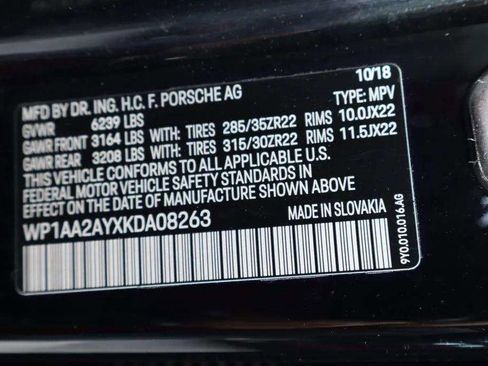 MFD BY DR. ING. H.C. F. PORSCHE AG 10/18
GVWR 6239 LBS TYPE: MPV
GAWR FRONT 3164 LBS WITH: TIRES 285/35ZR22 RIMS 10.0JX22
GAWR REAR 3208 LBS WITH: TIRES 315/30ZR22 RIMS 11.5JX22
THIS VEHICLE CONFORMS TO ALL APPLICABLE U.S.
FEDERAL MOTOR VEHICLE SAFETY STANDARDS IN
EFFECT ON THE DATE OF MANUFACTURE SHOWN ABOVE
WP1AA2AYXKDA08263 MADE IN SLOVAKIA
9Y0.010.016.AG